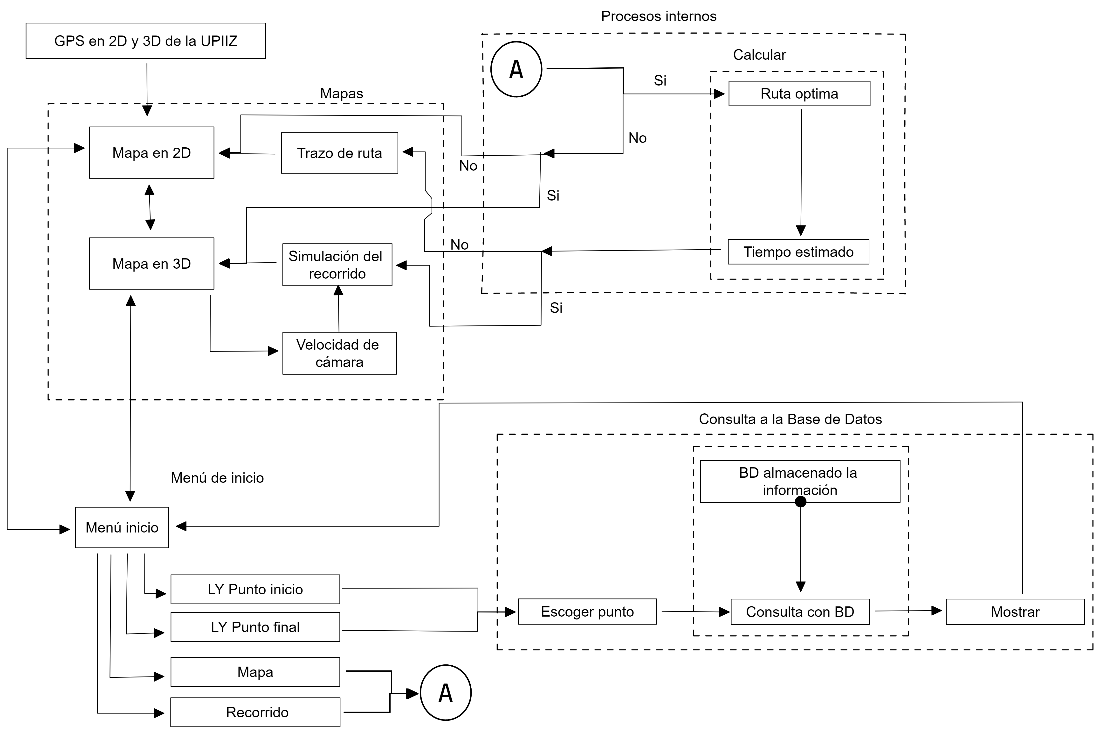 Procesos internos
GPS en 2D y 3D de la UPIIZ
A
Calcular
Si
Ruta optima
Mapas
No
Mapa en 2D
Trazo de ruta
No
Si
Mapa en 3D
Simulación del
recorrido
No
Tiempo estimado
Si
Velocidad de
cámara
Consulta a la Base de Datos
Menú de inicio
BD almacenado la
información
Menú inicio
LY Punto inicio
Escoger punto
Consulta con BD
Mostrar
LY Punto final
Mapa
A
Recorrido